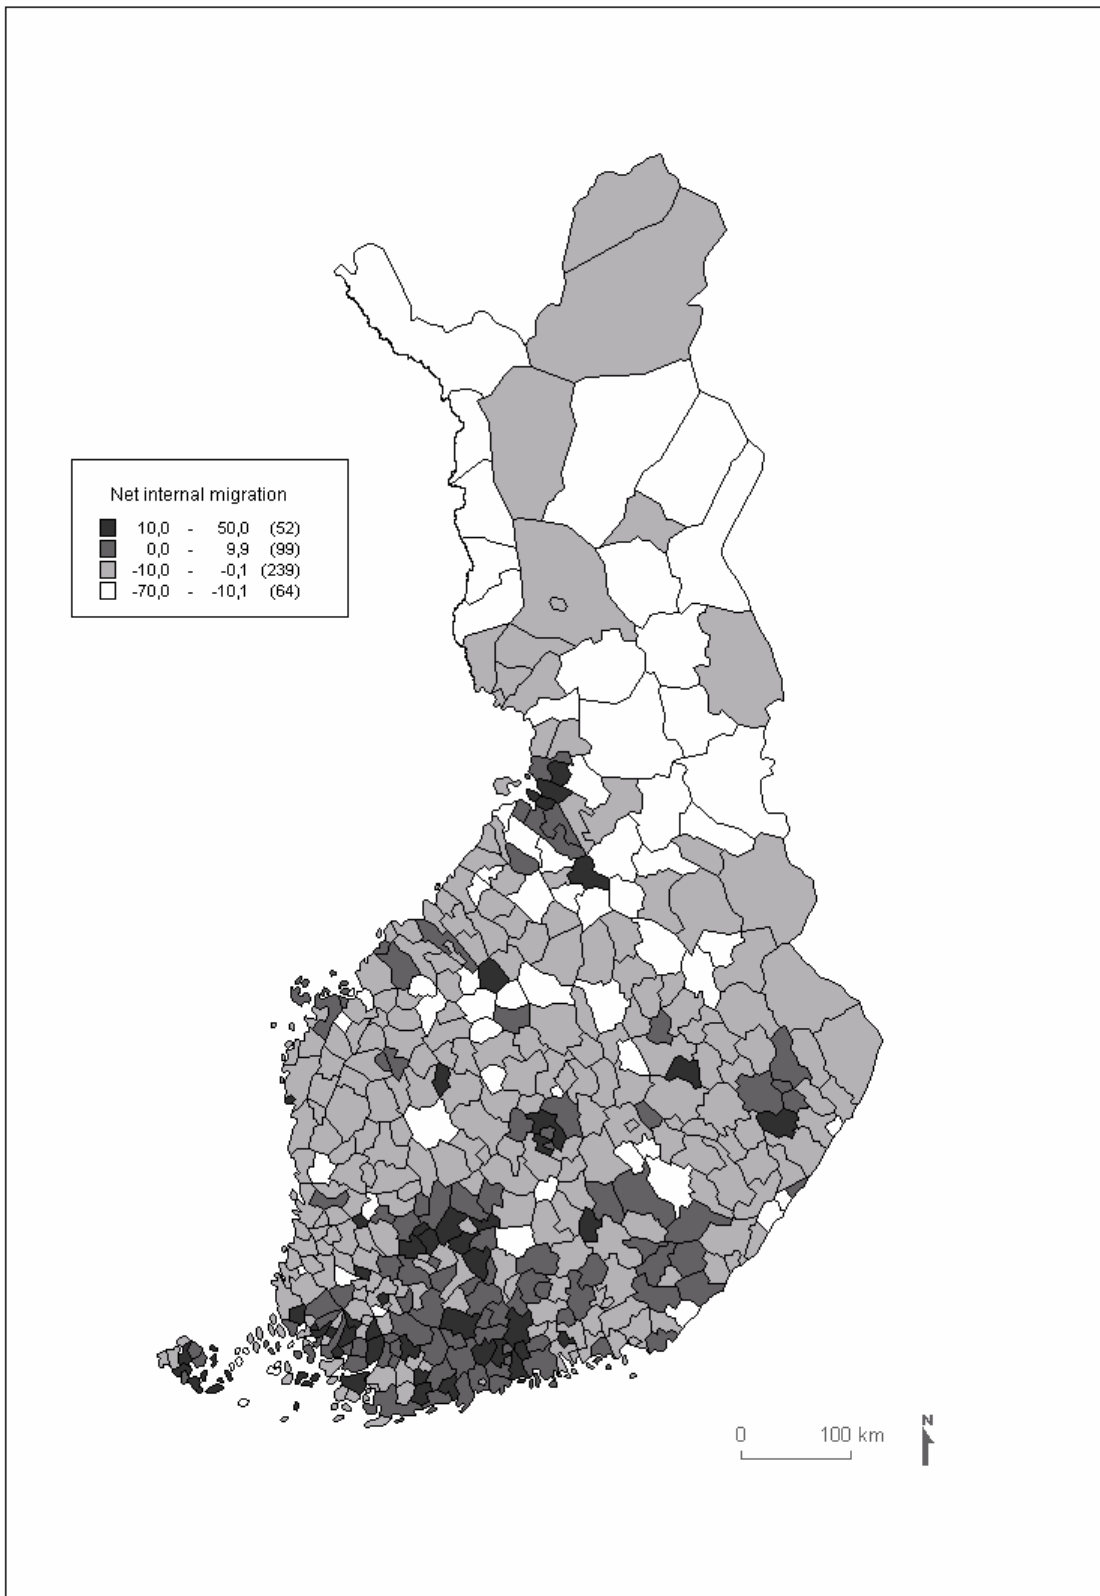 Net internal migration
10,0 - 50,0 (52)
0,0 - 9,9 (99)
-10,0 - -0,1 (239)
-70,0 - -10,1 (64)
0 100 km
N